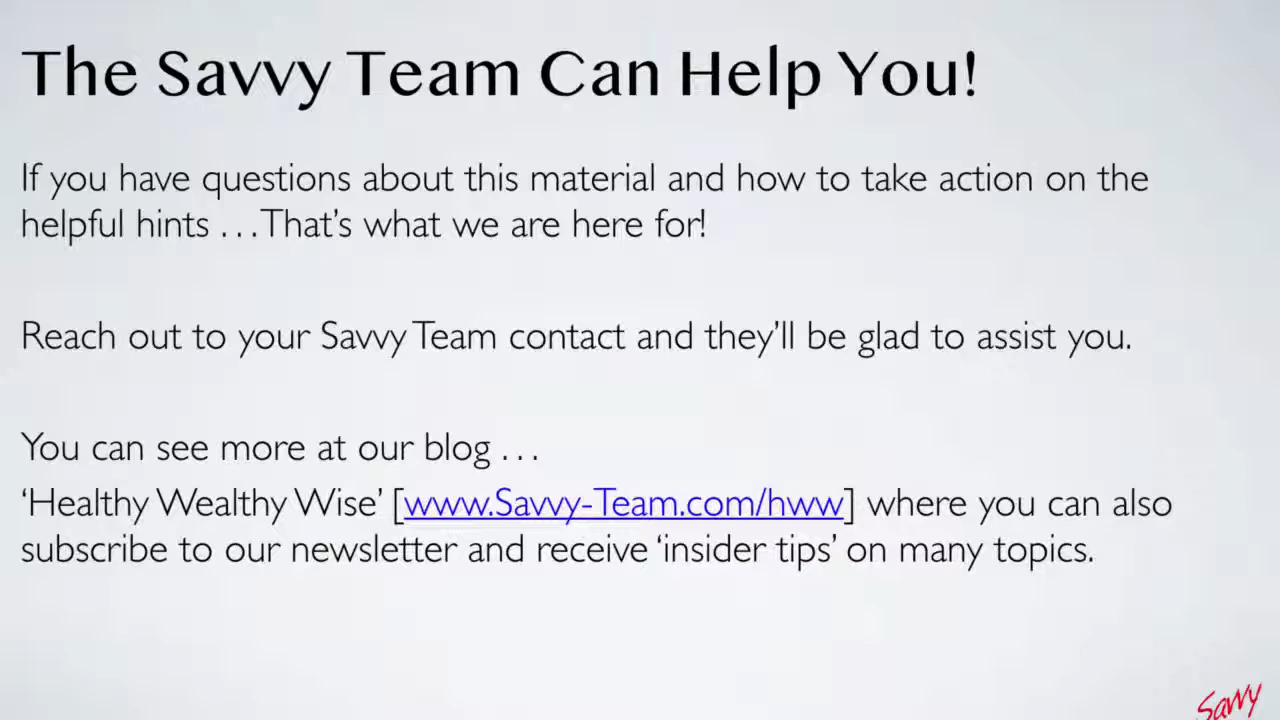 The Savvy Team Can Help You!
If you have questions about this material and how to take action on the
helpful hints . . . That’s what we are here for!
Reach out to your Savvy Team contact and they’ll be glad to assist you.
You can see more at our blog . . .
‘Healthy Wealthy Wise’ [www.Savvy-Team.com/hww] where you can also
subscribe to our newsletter and receive ‘insider tips’ on many topics.
Savvy